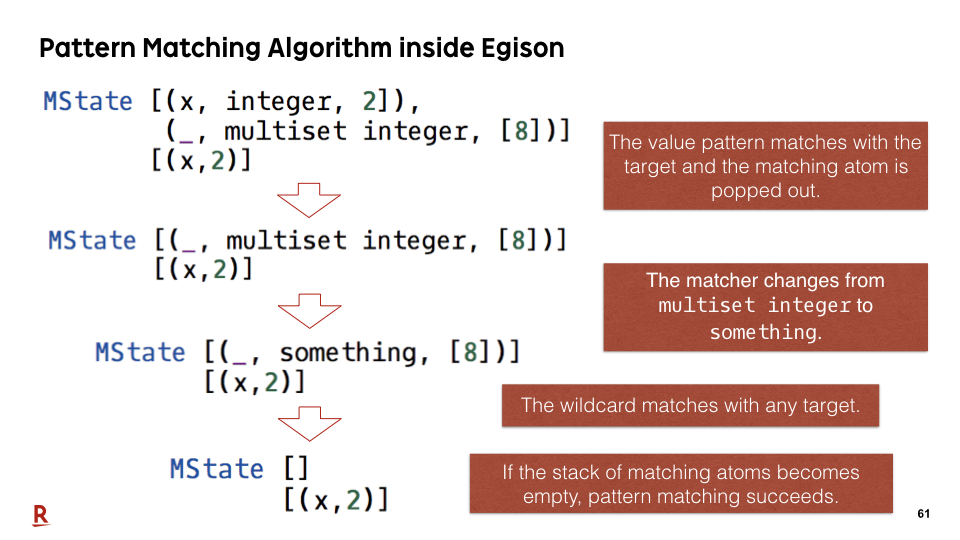 Pattern Matching Algorithm inside Egison
MState [(x, integer, 2]),
(_, multiset integer, [8])]
[(x,2)]
The value pattern matches with the
target and the matching atom is
popped out.
MState [(_, multiset integer, [8])]
[(x,2)]
The matcher changes from
multiset integer to
something.
MState [(_, something, [8])]
[(x,2)]
The wildcard matches with any target.
MState []
[(x,2)]
If the stack of matching atoms becomes
empty, pattern matching succeeds.
R
61